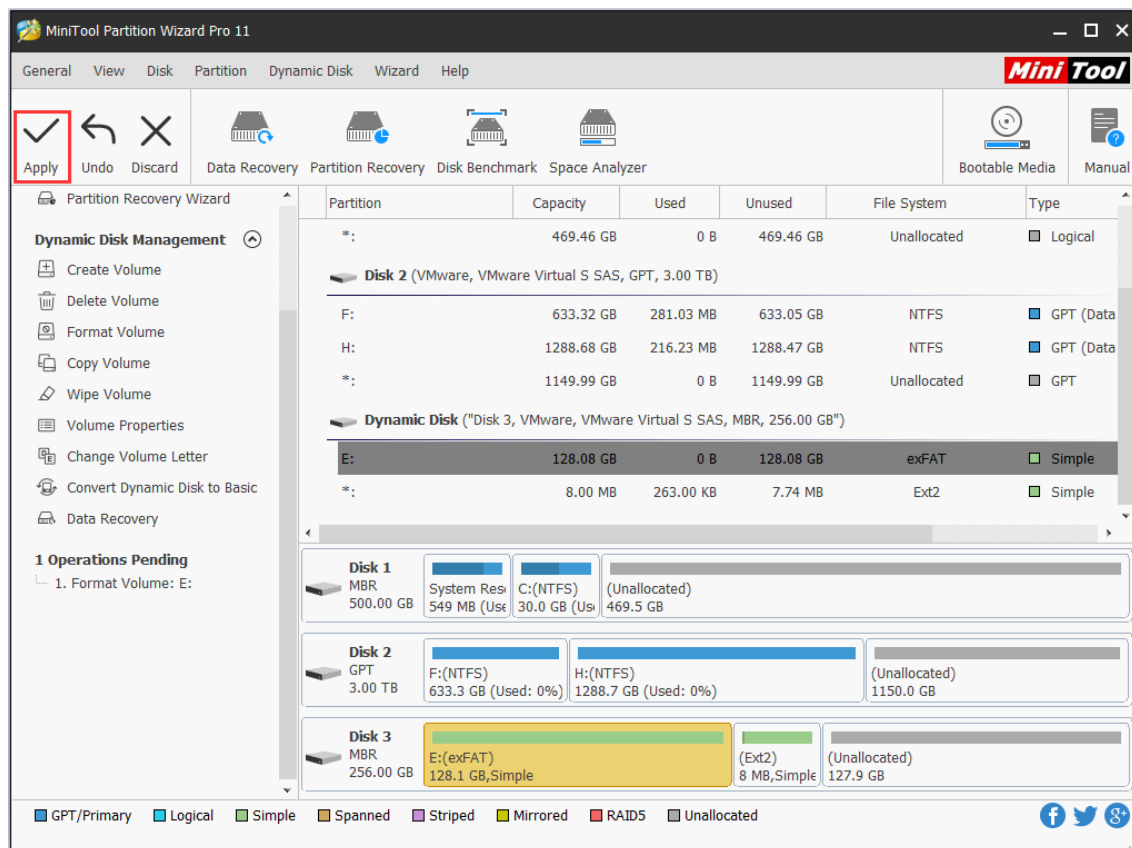 MiniTool Partition Wizard Pro 11
General View Disk Partition Dynamic Disk Wizard Help
Mini Tool
Apply Undo Discard Data Recovery Partition Recovery Disk Benchmark Space Analyzer Bootable Media Manual
Partition Recovery Wizard
Dynamic Disk Management
Create Volume
Delete Volume
Format Volume
Copy Volume
Wipe Volume
Volume Properties
Change Volume Letter
Convert Dynamic Disk to Basic
Data Recovery
1 Operations Pending
1. Format Volume: E:
Partition Capacity Used Unused File System Type
*: 469.46 GB 0 B 469.46 GB Unallocated Logical
Disk 2 (VMware, VMware Virtual S SAS, GPT, 3.00 TB)
F: 633.32 GB 281.03 MB 633.05 GB NTFS GPT (Data
H: 1288.68 GB 216.23 MB 1288.47 GB NTFS GPT (Data
*: 1149.99 GB 0 B 1149.99 GB Unallocated GPT
Dynamic Disk ("Disk 3, VMware, VMware Virtual S SAS, MBR, 256.00 GB")
E: 128.08 GB 0 B 128.08 GB exFAT Simple
*: 8.00 MB 263.00 KB 7.74 MB Ext2 Simple
Disk 1
MBR
500.00 GB
System Res
549 MB (Use
C:(NTFS)
30.0 GB (Us
(Unallocated)
469.5 GB
Disk 2
GPT
3.00 TB
F:(NTFS)
633.3 GB (Used: 0%)
H:(NTFS)
1288.7 GB (Used: 0%)
(Unallocated)
1150.0 GB
Disk 3
MBR
256.00 GB
E:(exFAT)
128.1 GB,Simple
(Ext2)
8 MB,Simple
(Unallocated)
127.9 GB
GPT/Primary Logical Simple Spanned Striped Mirrored RAID5 Unallocated